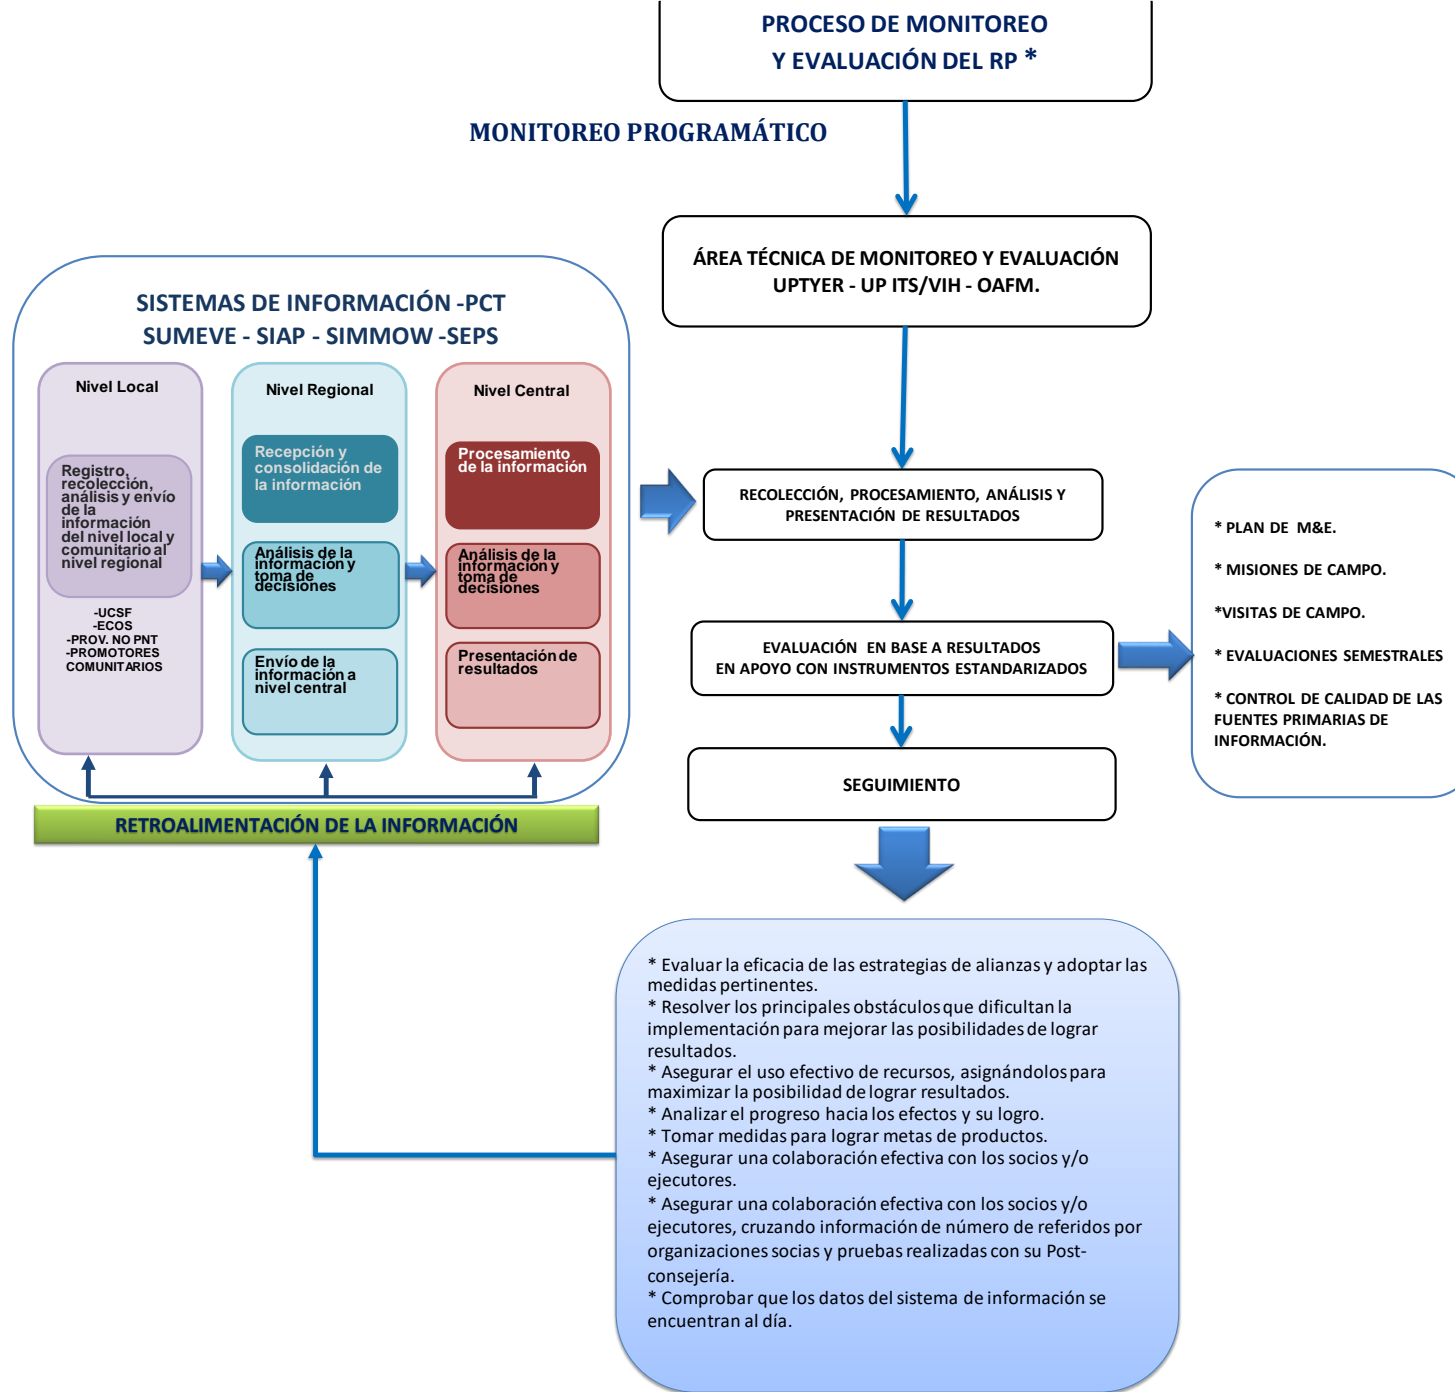 PROCESO DE MONITOREO
Y EVALUACIÓN DEL RP *
MONITOREO PROGRAMÁTICO
ÁREA TÉCNICA DE MONITOREO Y EVALUACIÓN
UPTYER - UP ITS/VIH - OAFM.
SISTEMAS DE INFORMACIÓN -PCT
SUMEVE - SIAP - SIMMOW -SEPS
Nivel Local
Registro,
recolección,
análisis y envío
de la
información
del nivel local y
comunitario al
nivel regional
-UCSF
-ECOS
-PROV. NO PNT
-PROMOTORES
COMUNITARIOS
Nivel Regional
Recepción y
consolidación de
la información
Análisis de la
información y
toma de
decisiones
Envío de la
información a
nivel central
Nivel Central
Procesamiento
de la información
Análisis de la
información y
toma de
decisiones
Presentación de
resultados
RETROALIMENTACIÓN DE LA INFORMACIÓN
RECOLECCIÓN, PROCESAMIENTO, ANÁLISIS Y
PRESENTACIÓN DE RESULTADOS
EVALUACIÓN EN BASE A RESULTADOS
EN APOYO CON INSTRUMENTOS ESTANDARIZADOS
SEGUIMIENTO
* PLAN DE M&E.
* MISIONES DE CAMPO.
*VISITAS DE CAMPO.
* EVALUACIONES SEMESTRALES
* CONTROL DE CALIDAD DE LAS
FUENTES PRIMARIAS DE
INFORMACIÓN.
* Evaluar la eficacia de las estrategias de alianzas y adoptar las
medidas pertinentes.
* Resolver los principales obstáculos que dificultan la
implementación para mejorar las posibilidades de lograr
resultados.
* Asegurar el uso efectivo de recursos, asignándolos para
maximizar la posibilidad de lograr resultados.
* Analizar el progreso hacia los efectos y su logro.
* Tomar medidas para lograr metas de productos.
* Asegurar una colaboración efectiva con los socios y/o
ejecutores.
* Asegurar una colaboración efectiva con los socios y/o
ejecutores, cruzando información de número de referidos por
organizaciones socias y pruebas realizadas con su Post-
consejería.
* Comprobar que los datos del sistema de información se
encuentran al día.